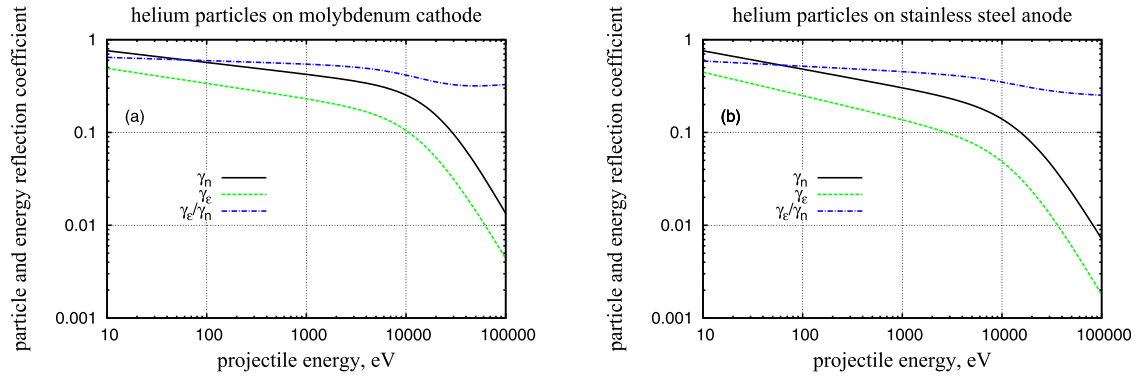 helium particles on molybdenum cathode
particle and energy reflection coefficient
1
0.1
0.01
0.001
(a)
γn
γε
γε/γn
10 100 1000 10000 100000
projectile energy, eV
helium particles on stainless steel anode
particle and energy reflection coefficient
1
0.1
0.01
0.001
(b)
γn
γε
γε/γn
10 100 1000 10000 100000
projectile energy, eV